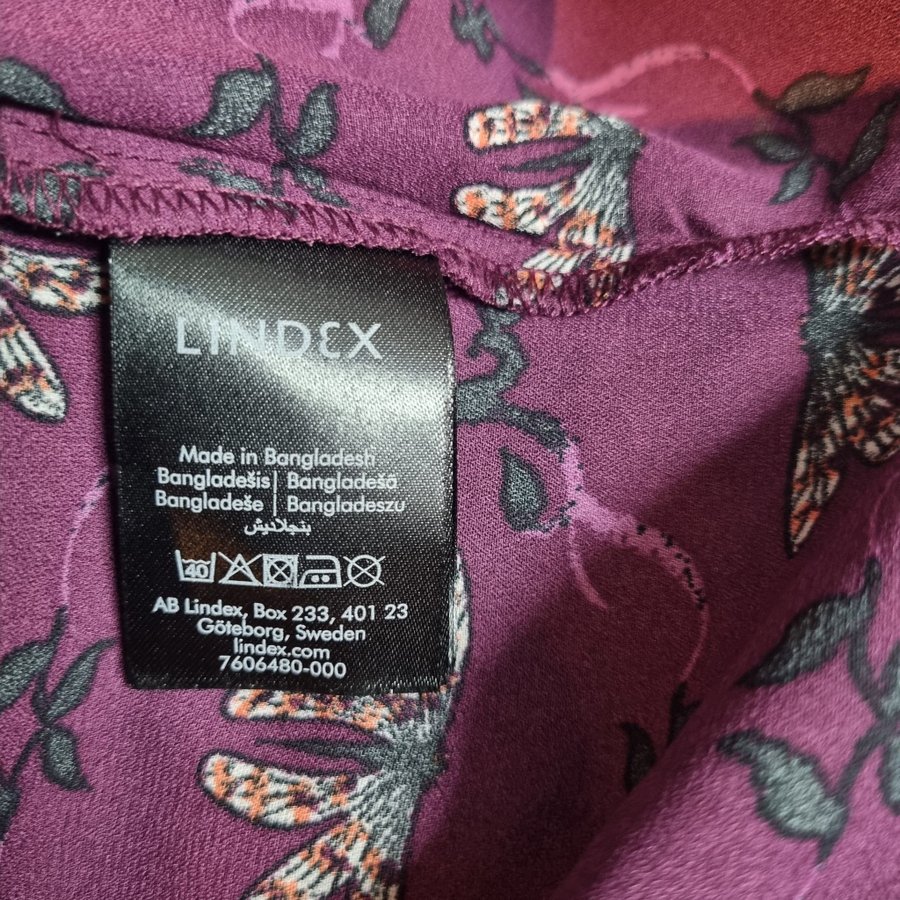 LINDEX
Made in Bangladesh
Bangladešis | Bangladešā
Bangladeše | Bangladeszu
بنجلاديش
40
AB Lindex, Box 233, 401 23
Göteborg, Sweden
lindex.com
7606480-000